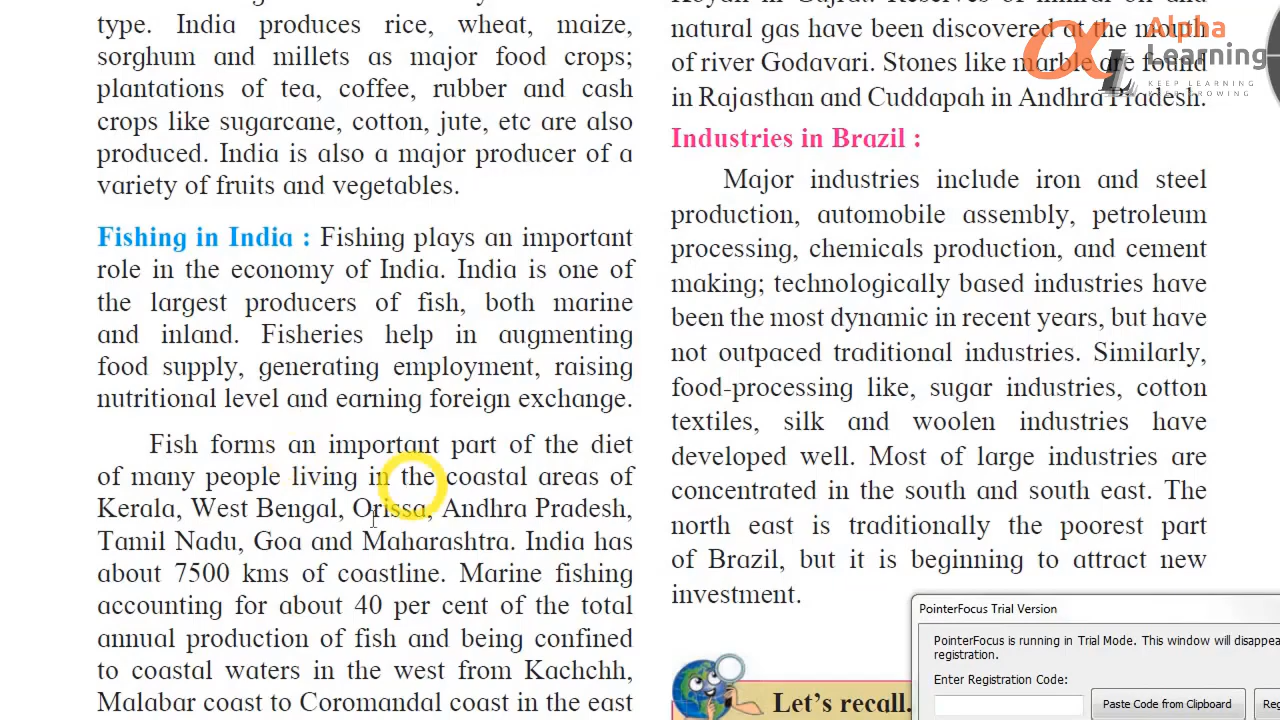 type. India produces rice, wheat, maize,
sorghum and millets as major food crops;
plantations of tea, coffee, rubber and cash
crops like sugarcane, cotton, jute, etc are also
produced. India is also a major producer of a
variety of fruits and vegetables.
Fishing in India : Fishing plays an important
role in the economy of India. India is one of
the largest producers of fish, both marine
and inland. Fisheries help in augmenting
food supply, generating employment, raising
nutritional level and earning foreign exchange.
Fish forms an important part of the diet
of many people living in the coastal areas of
Kerala, West Bengal, Orissa, Andhra Pradesh,
Tamil Nadu, Goa and Maharashtra. India has
about 7500 kms of coastline. Marine fishing
accounting for about 40 per cent of the total
annual production of fish and being confined
to coastal waters in the west from Kachchh,
Malabar coast to Coromandal coast in the east
natural gas have been discovered at the mouth
of river Godavari. Stones like marble are found
in Rajasthan and Cuddapah in Andhra Pradesh.
Industries in Brazil :
Major industries include iron and steel
production, automobile assembly, petroleum
processing, chemicals production, and cement
making; technologically based industries have
been the most dynamic in recent years, but have
not outpaced traditional industries. Similarly,
food-processing like, sugar industries, cotton
textiles, silk and woolen industries have
developed well. Most of large industries are
concentrated in the south and south east. The
north east is traditionally the poorest part
of Brazil, but it is beginning to attract new
investment.
Let's recall.
Alpha
Learning
KEEP LEARNING
KEEP GROWING
PointerFocus Trial Version
PointerFocus is running in Trial Mode. This window will disappea
registration.
Enter Registration Code:
Paste Code from Clipboard